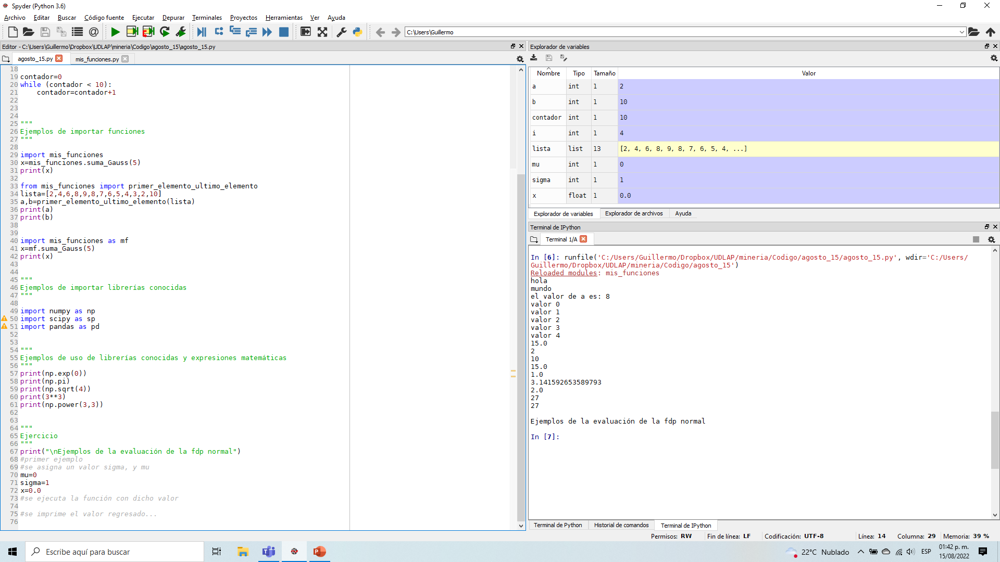 Spyder (Python 3.6)
Archivo Editar Buscar Código fuente Ejecutar Depurar Terminales Proyectos Herramientas Ver Ayuda
C:\Users\Guillermo
Editor - C:\Users\Guillermo\Dropbox\UDLAP\mineria\Codigo\agosto_15\agosto_15.py
agosto_15.py mis_funciones.py
18
19 contador=0
20 while (contador < 10):
21     contador=contador+1
22
23
24
25 """
26 Ejemplos de importar funciones
27 """
28
29 import mis_funciones
30 x=mis_funciones.suma_Gauss(5)
31 print(x)
32
33 from mis_funciones import primer_elemento_ultimo_elemento
34 lista=[2,4,6,8,9,8,7,6,5,4,3,2,10]
35 a,b=primer_elemento_ultimo_elemento(lista)
36 print(a)
37 print(b)
38
39
40 import mis_funciones as mf
41 x=mf.suma_Gauss(5)
42 print(x)
43
44
45 """
46 Ejemplos de importar librerías conocidas
47 """
48
49 import numpy as np
50 import scipy as sp
51 import pandas as pd
52
53
54 """
55 Ejemplos de uso de librerías conocidas y expresiones matemáticas
56 """
57 print(np.exp(0))
58 print(np.pi)
59 print(np.sqrt(4))
60 print(3**3)
61 print(np.power(3,3))
62
63
64 """
65 Ejercicio
66 """
67 print("\nEjemplos de la evaluación de la fdp normal")
68 #primer ejemplo
69 #se asigna un valor sigma, y mu
70 mu=0
71 sigma=1
72 x=0.0
73 #se ejecuta la función con dicho valor
74
75 #se imprime el valor regresado...
76
Explorador de variables
Nombre Tipo Tamaño Valor
a int 1 2
b int 1 10
contador int 1 10
i int 1 4
lista list 13 [2, 4, 6, 8, 9, 8, 7, 6, 5, 4, ...]
mu int 1 0
sigma int 1 1
x float 1 0.0
Explorador de variables Explorador de archivos Ayuda
Terminal de IPython
Terminal 1/A
In [6]: runfile('C:/Users/Guillermo/Dropbox/UDLAP/mineria/Codigo/agosto_15/agosto_15.py', wdir='C:/Users/
Guillermo/Dropbox/UDLAP/mineria/Codigo/agosto_15')
Reloaded modules: mis_funciones
hola
mundo
el valor de a es: 8
valor 0
valor 1
valor 2
valor 3
valor 4
15.0
2
10
15.0
1.0
3.141592653589793
2.0
27
27
Ejemplos de la evaluación de la fdp normal
In [7]:
Terminal de Python Historial de comandos Terminal de IPython
Permisos: RW Fin de línea: LF Codificación: UTF-8 Línea: 14 Columna: 29 Memoria: 39 %
Escribe aquí para buscar
22°C Nublado ESP 01:42 p. m.
15/08/2022